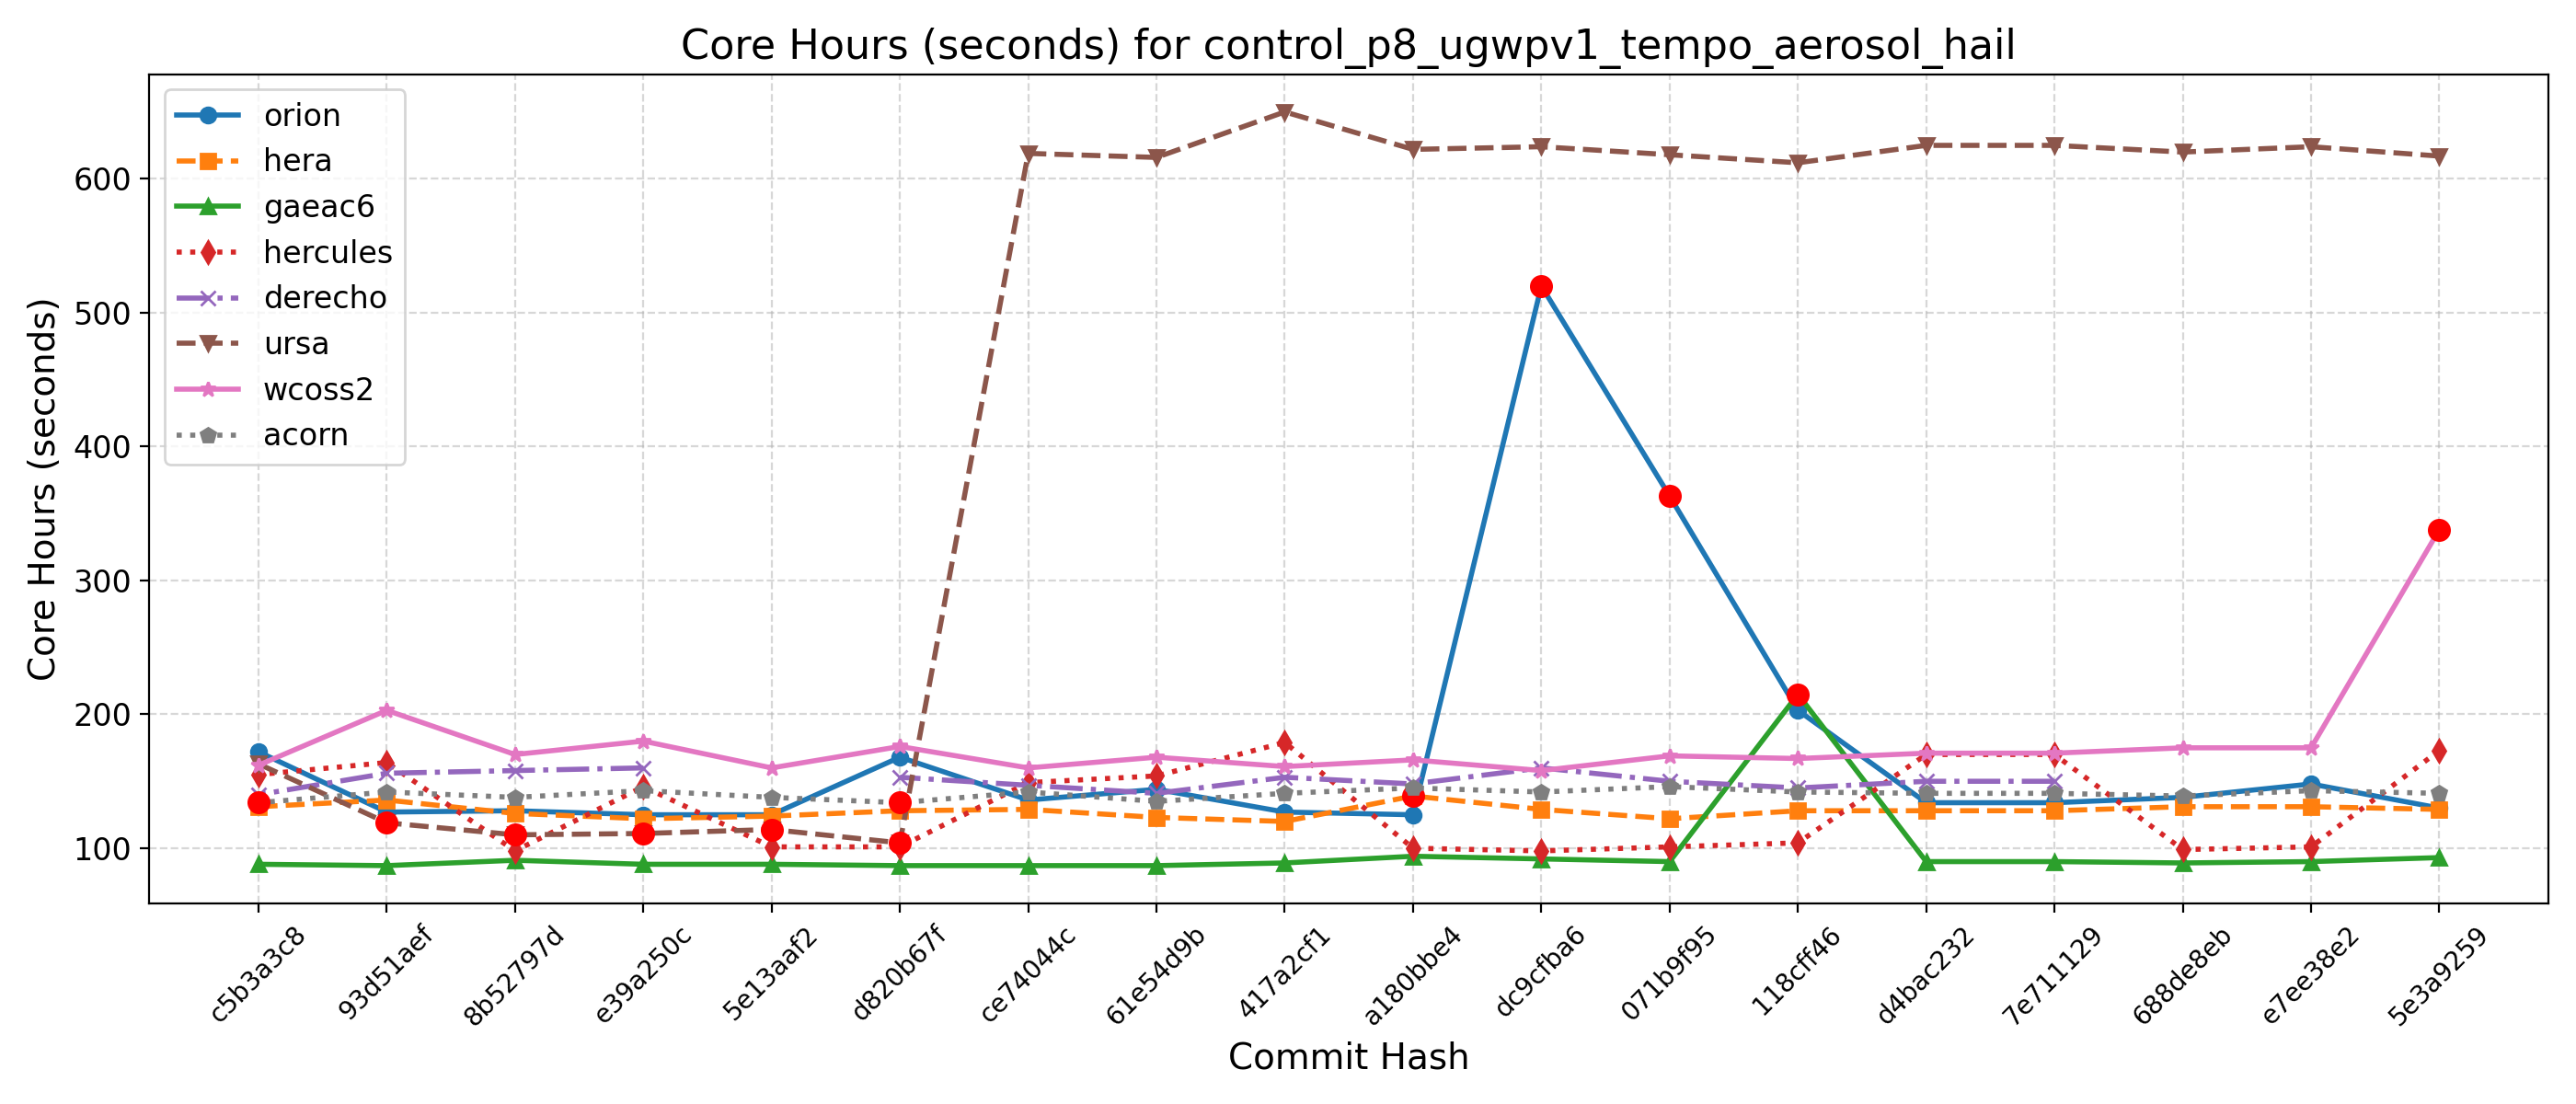 Core Hours (seconds) for control_p8_ugwpv1_tempo_aerosol_hail
orion
hera
gaeac6
hercules
derecho
ursa
wcoss2
acorn
Core Hours (seconds)
600
500
400
300
200
100
c5b3a3c8
93d51aef
8b52797d
e39a250c
5e13aaf2
d820b67f
ce74044c
61e54d9b
417a2cf1
a180bbe4
dc9cfba6
071b9f95
118cff46
d4bac232
7e711129
688de8eb
e7ee38e2
5e3a9259
Commit Hash